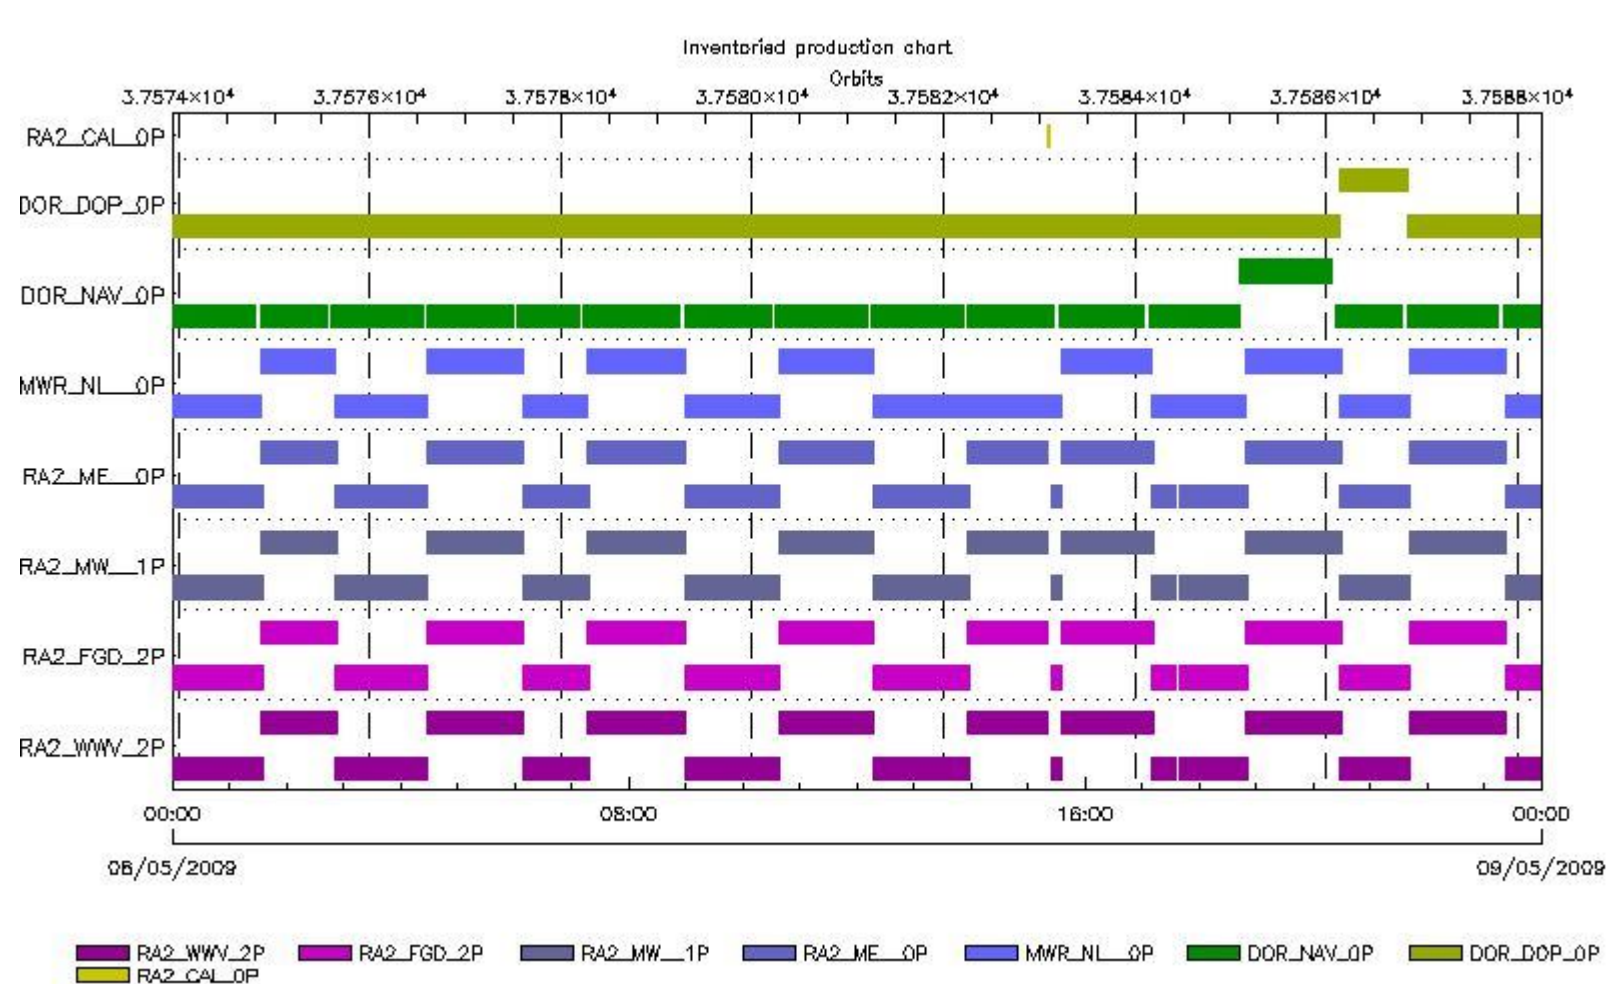 Inventoried production chart
Orbits
3.7574×10⁴ 3.7576×10⁴ 3.7578×10⁴ 3.7580×10⁴ 3.7582×10⁴ 3.7584×10⁴ 3.7586×10⁴ 3.7588×10⁴
RA2_CAL_0P
DOR_DOP_0P
DOR_NAV_0P
MWR_NL__0P
RA2_ME__0P
RA2_MW__1P
RA2_FGD_2P
RA2_WWV_2P
00:00 08:00 16:00 00:00
08/05/2009 09/05/2009
RA2_WWV_2P RA2_FGD_2P RA2_MW__1P RA2_ME__0P MWR_NL__0P DOR_NAV_0P DOR_DOP_0P
RA2_CAL_0P